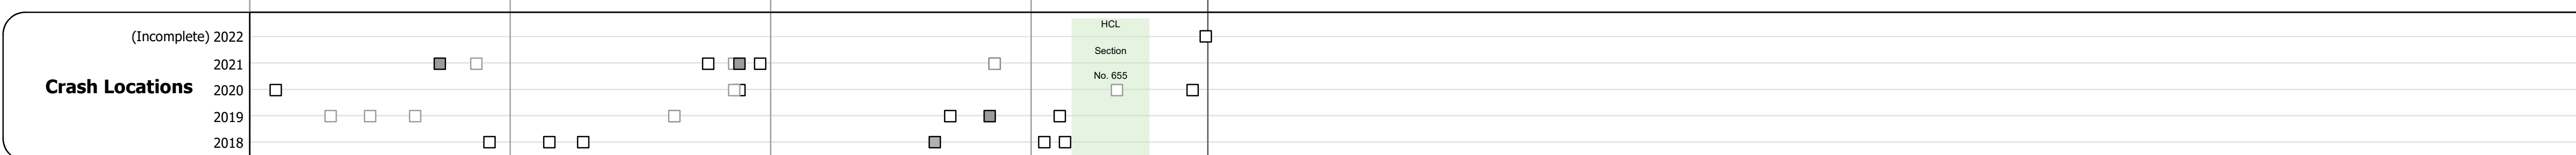 HCL
(Incomplete) 2022
Section
2021
No. 655
Crash Locations
2020
2019
2018